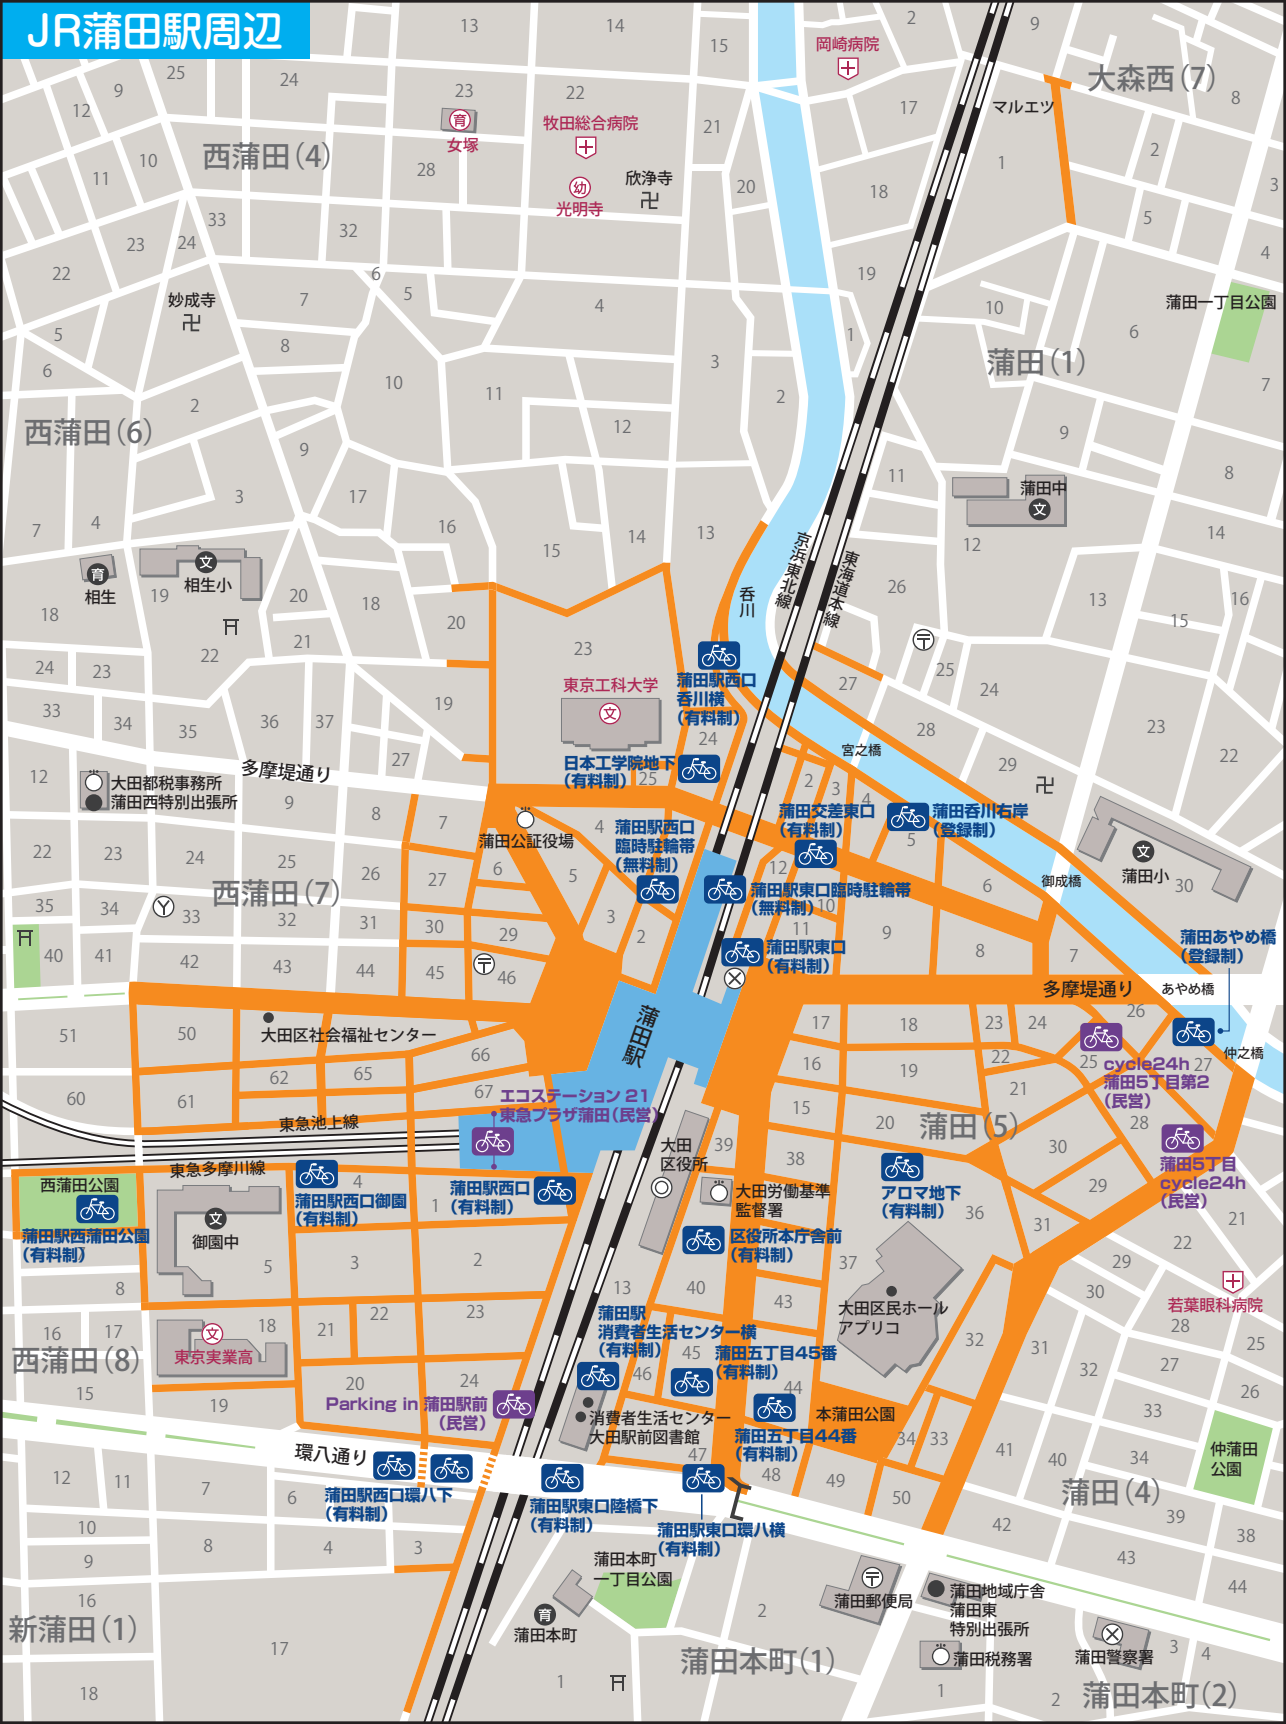 JR蒲田駅周辺
岡崎病院
大森西(7)
マルエツ
女塚
育
牧田総合病院
幼
光明寺
欣浄寺
卍
西蒲田(4)
妙成寺
卍
西蒲田(6)
蒲田一丁目公園
蒲田(1)
蒲田中
文
相生
育
相生小
文
京浜東北線
東海道本線
呑川
蒲田駅西口
呑川横
(有料制)
東京工科大学
文
日本工学院地下
(有料制)
宮之橋
大田都税事務所
蒲田西特別出張所
多摩堤通り
蒲田公証役場
蒲田駅西口
臨時駐輪帯
(無料制)
蒲田交差東口
(有料制)
蒲田呑川右岸
(登録制)
蒲田駅東口臨時駐輪帯
(無料制)
蒲田駅東口
(有料制)
御成橋
蒲田小
文
卍
西蒲田(7)
蒲田あやめ橋
(登録制)
多摩堤通り
あやめ橋
仲之橋
大田区社会福祉センター
蒲田駅
cycle24h
蒲田5丁目第2
(民営)
蒲田5丁目
cycle24h
(民営)
蒲田(5)
エコステーション21
東急プラザ蒲田(民営)
東急池上線
東急多摩川線
西蒲田公園
蒲田駅西蒲田公園
(有料制)
蒲田駅西口御園
(有料制)
蒲田駅西口
(有料制)
御園中
文
大田
区役所
大田労働基準
監督署
区役所本庁舎前
(有料制)
アロマ地下
(有料制)
大田区民ホール
アプリコ
若葉眼科病院
蒲田駅
消費者生活センター横
(有料制)
蒲田五丁目45番
(有料制)
蒲田五丁目44番
(有料制)
本蒲田公園
西蒲田(8)
東京実業高
文
Parking in 蒲田駅前
(民営)
消費者生活センター
大田駅前図書館
環八通り
蒲田駅西口環八下
(有料制)
蒲田駅東口陸橋下
(有料制)
蒲田駅東口環八横
(有料制)
仲蒲田
公園
蒲田(4)
蒲田本町
一丁目公園
育
蒲田本町
蒲田郵便局
蒲田地域庁舎
蒲田東
特別出張所
蒲田税務署
蒲田警察署
新蒲田(1)
蒲田本町(1)
蒲田本町(2)